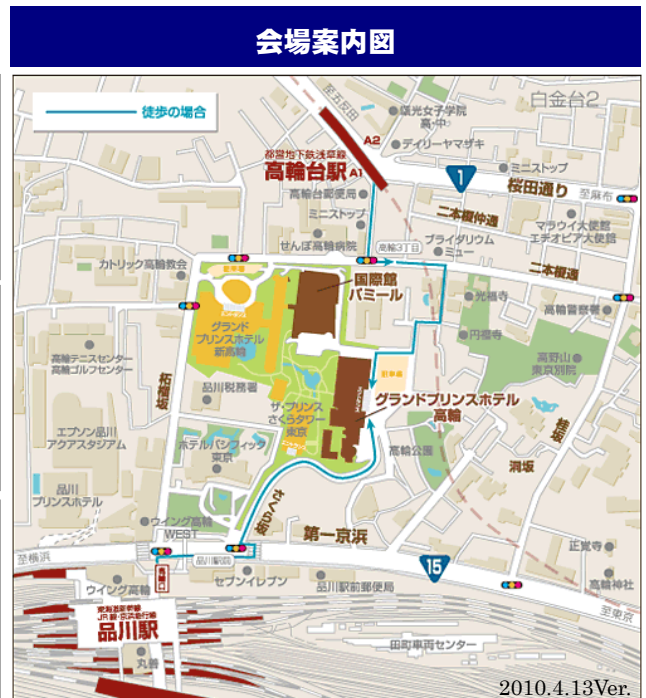 会場案内図
徒歩の場合
至五反田
頌光女子学院
高・中
白金台2
A2
デイリーヤマザキ
都営地下鉄浅草線
高輪台駅 A1
1
ミニストップ
桜田通り
至麻布
高輪台郵便局
ミニストップ
二本榎仲通
マラウイ大使館
エチオピア大使館
せんぽ高輪病院
高輪3丁目
ブライダリウム
ミュー
カトリック高輪教会
駐車場
二本榎通
国際館
パミール
光福寺
高輪警察署
円福寺
グランド
プリンスホテル
新高輪
高輪テニスセンター
高輪ゴルフセンター
高野山
東京別院
駐車場
柘榴坂
品川税務署
グランドプリンスホテル
高輪
ザ・プリンス
さくらタワー
東京
桂坂
エプソン品川
アクアスタジアム
ホテルパシフィック
東京
高輪公園
洞坂
品川
プリンスホテル
さくら坂
ウイング高輪
WEST
第一京浜
正覚寺
至横浜
品川駅前
15
高輪口
セブンイレブン
品川駅前郵便局
ウイング高輪
高輪神社
東海道新幹線
JR線・京浜急行線
品川駅
至東京
田町車両センター
丸善
2010.4.13Ver.